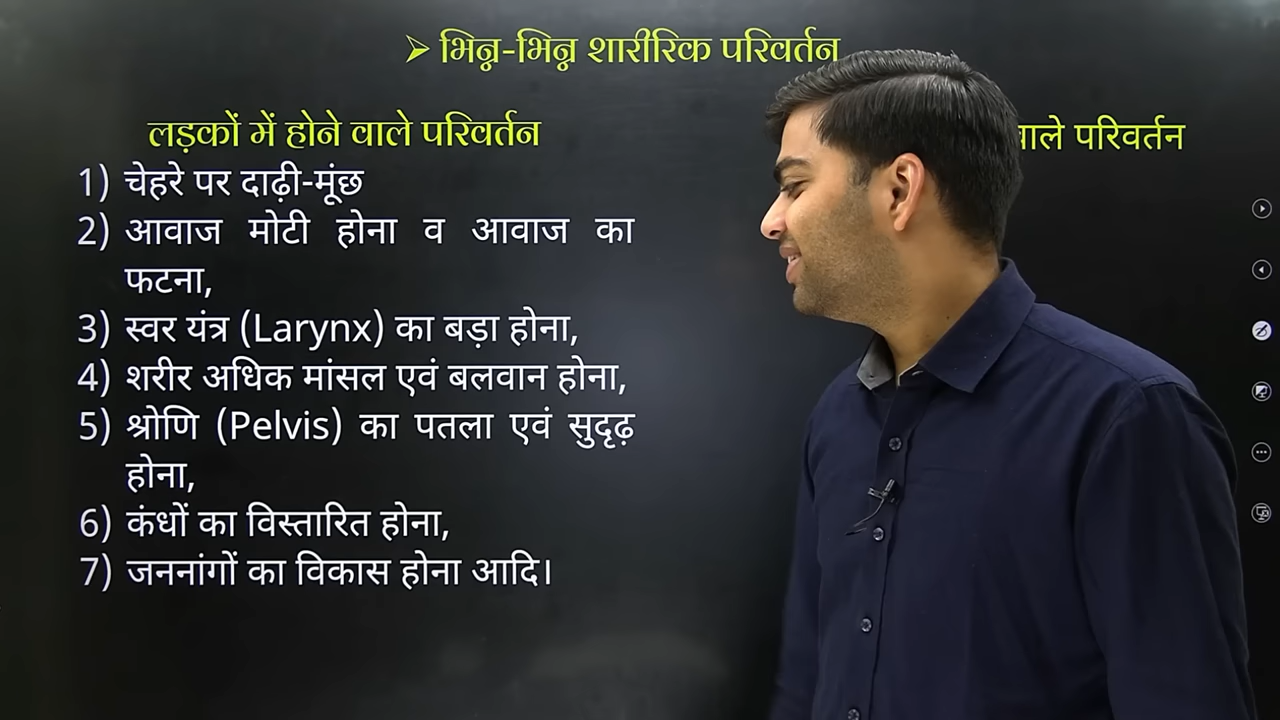 ➢ भिन्न-भिन्न शारीरिक परिवर्तन
लड़कों में होने वाले परिवर्तन
1) चेहरे पर दाढ़ी-मूंछ
2) आवाज मोटी होना व आवाज का
फटना,
3) स्वर यंत्र (Larynx) का बड़ा होना,
4) शरीर अधिक मांसल एवं बलवान होना,
5) श्रोणि (Pelvis) का पतला एवं सुदृढ़
होना,
6) कंधों का विस्तारित होना,
7) जननांगों का विकास होना आदि।
परिवर्तन